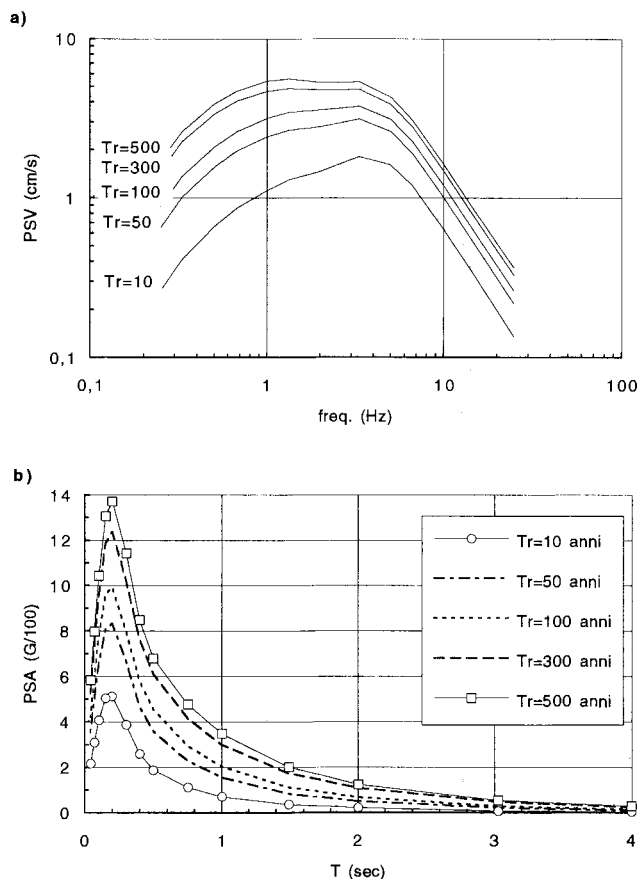 a)
10
1
0,1
PSV (cm/s)
Tr=500
Tr=300
Tr=100
Tr=50
Tr=10
0,1
1
10
100
freq. (Hz)
b)
14
12
10
8
6
4
2
0
PSA (G/100)
Tr=10 anni
Tr=50 anni
Tr=100 anni
Tr=300 anni
Tr=500 anni
0
1
2
3
4
T (sec)